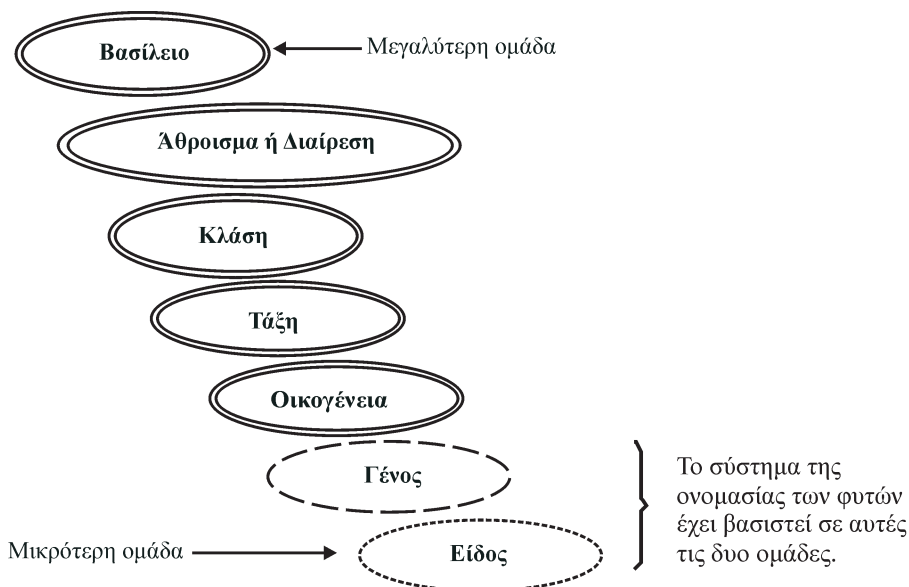 Βασίλειο
Μεγαλύτερη ομάδα
Άθροισμα ή Διαίρεση
Κλάση
Τάξη
Οικογένεια
Γένος
Το σύστημα της
ονομασίας των φυτών
έχει βασιστεί σε αυτές
τις δυο ομάδες.
Μικρότερη ομάδα
Είδος